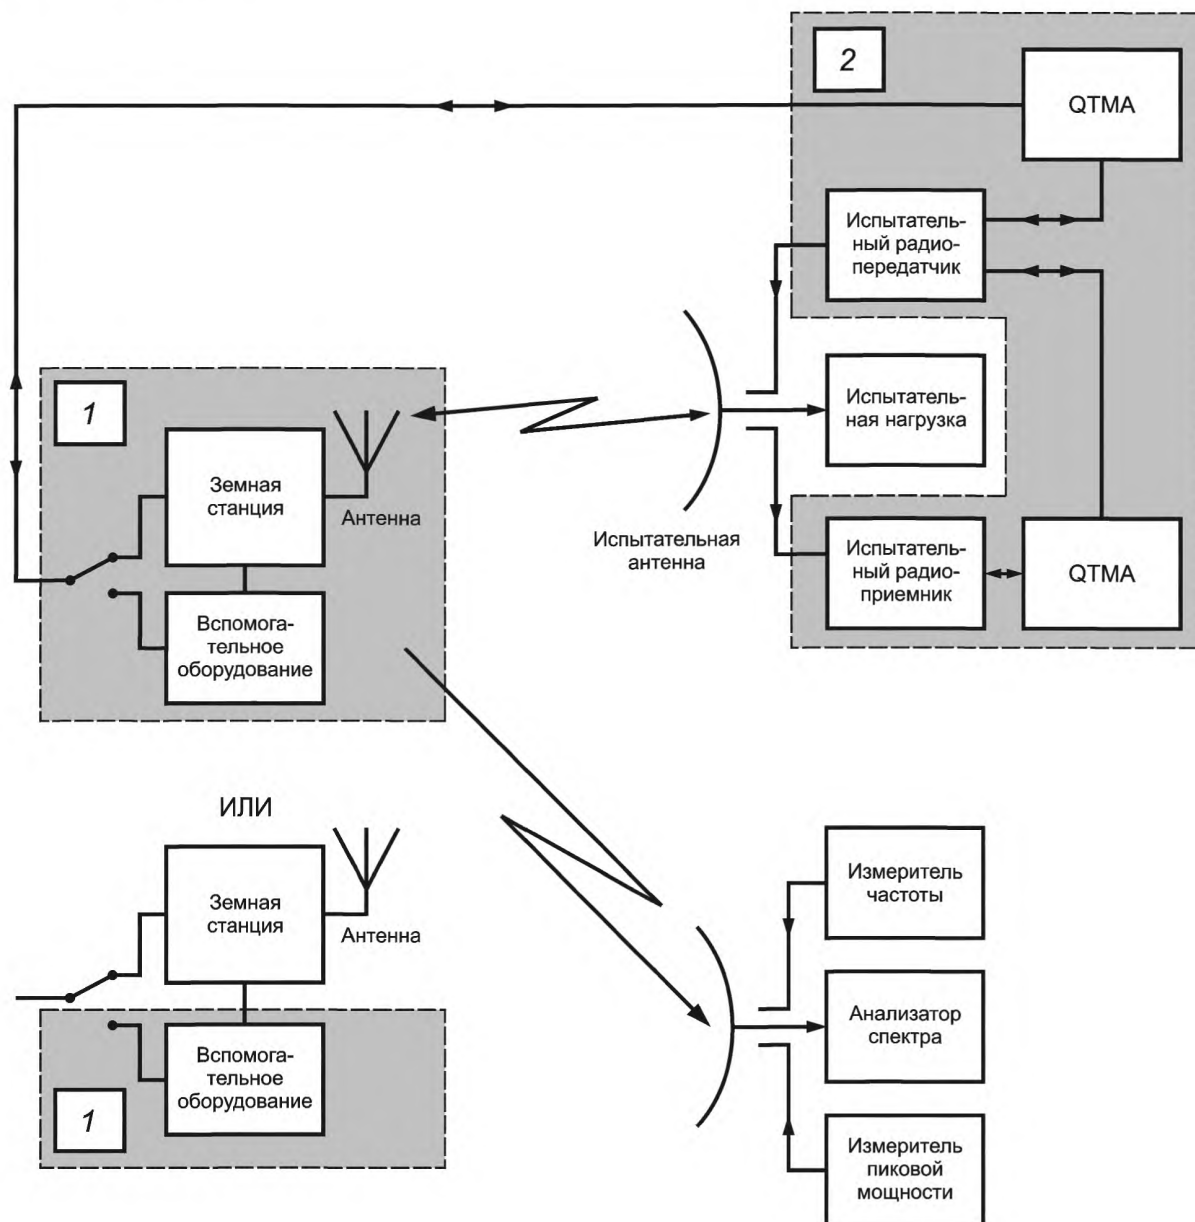 2
QTMA
Испытатель-
ный радио-
передатчик
1
Испытатель-
ная нагрузка
Земная
станция
Антенна
Испытательная
антенна
Испытатель-
ный радио-
приемник
QTMA
Вспомога-
тельное
оборудование
ИЛИ
Земная
станция
Антенна
Измеритель
частоты
Анализатор
спектра
Вспомога-
тельное
оборудование
1
Измеритель
пиковой
мощности